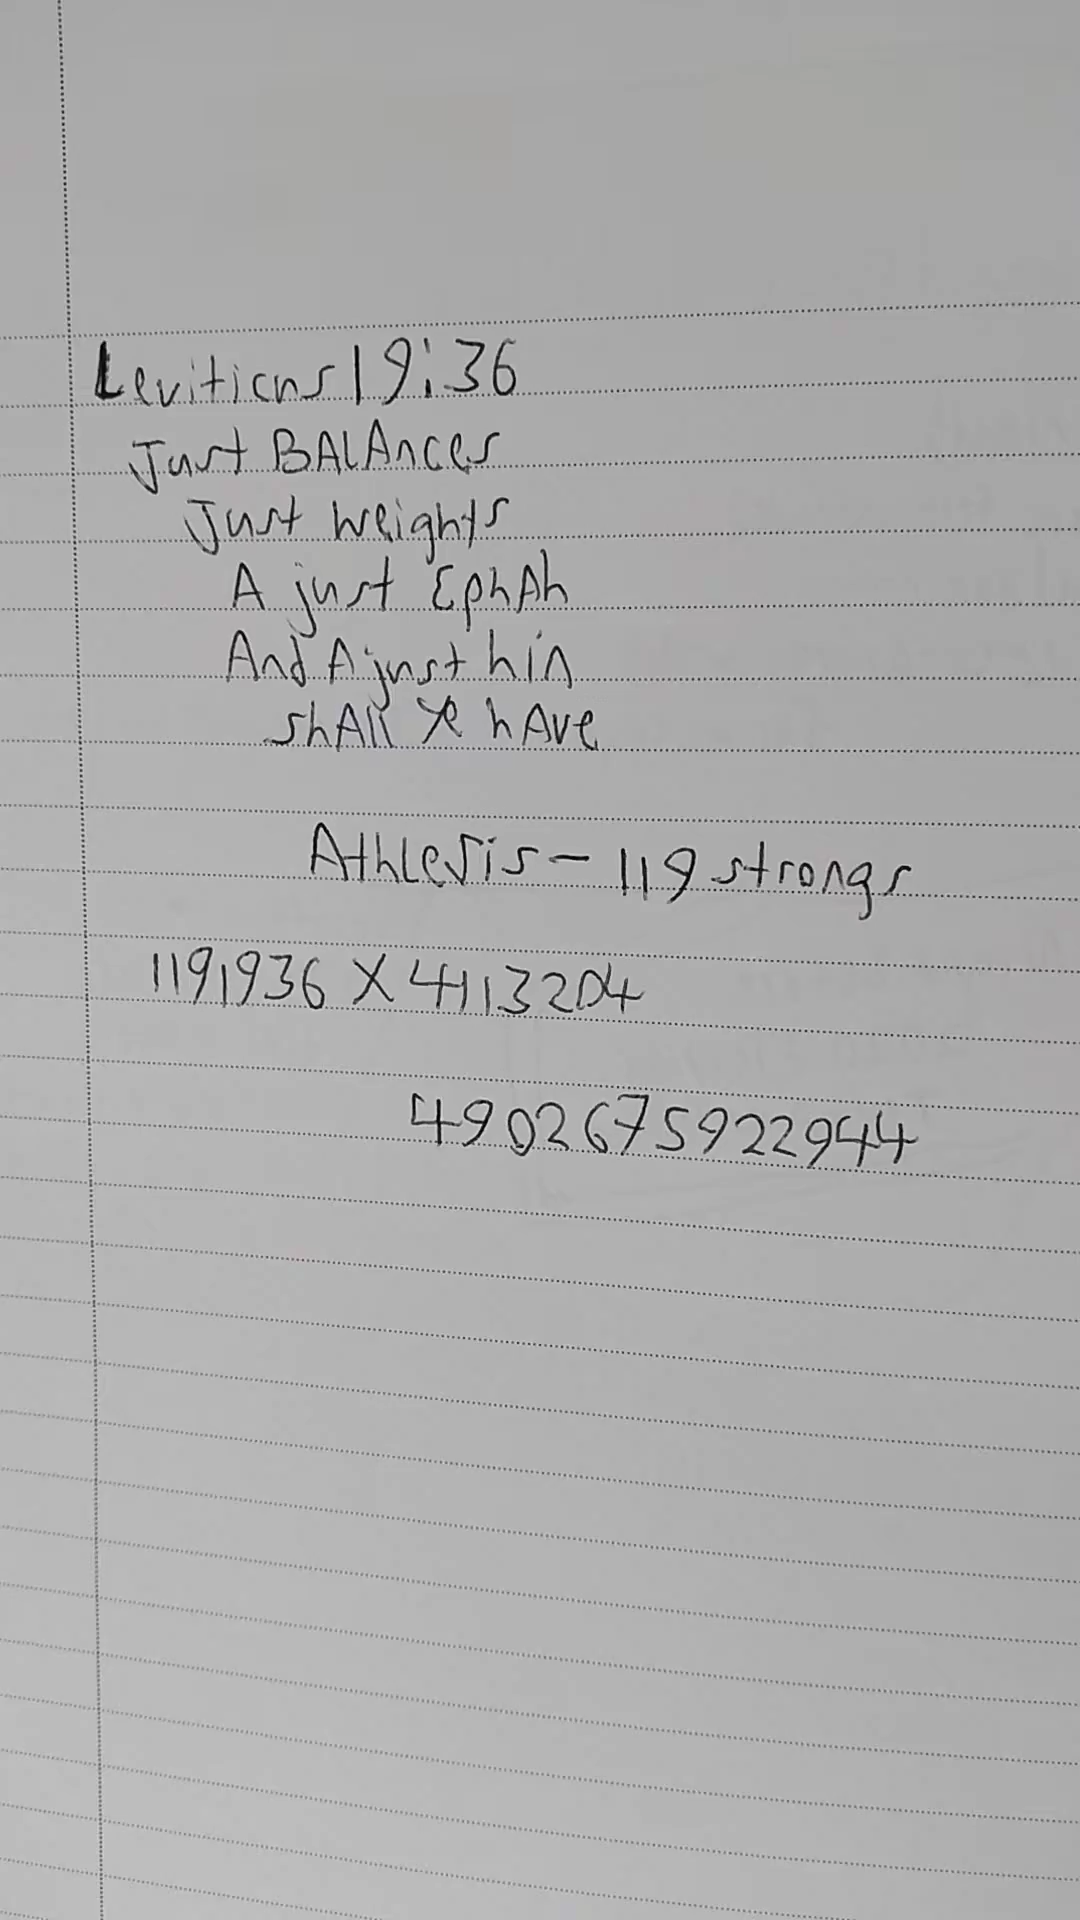 Leviticus 19:36
Just BALAnces
Just weights
A just EphAh
And A just hin
shAll Ye hAve
AthLesis - 119 strongs
1191936 X 4113204
4902675922944